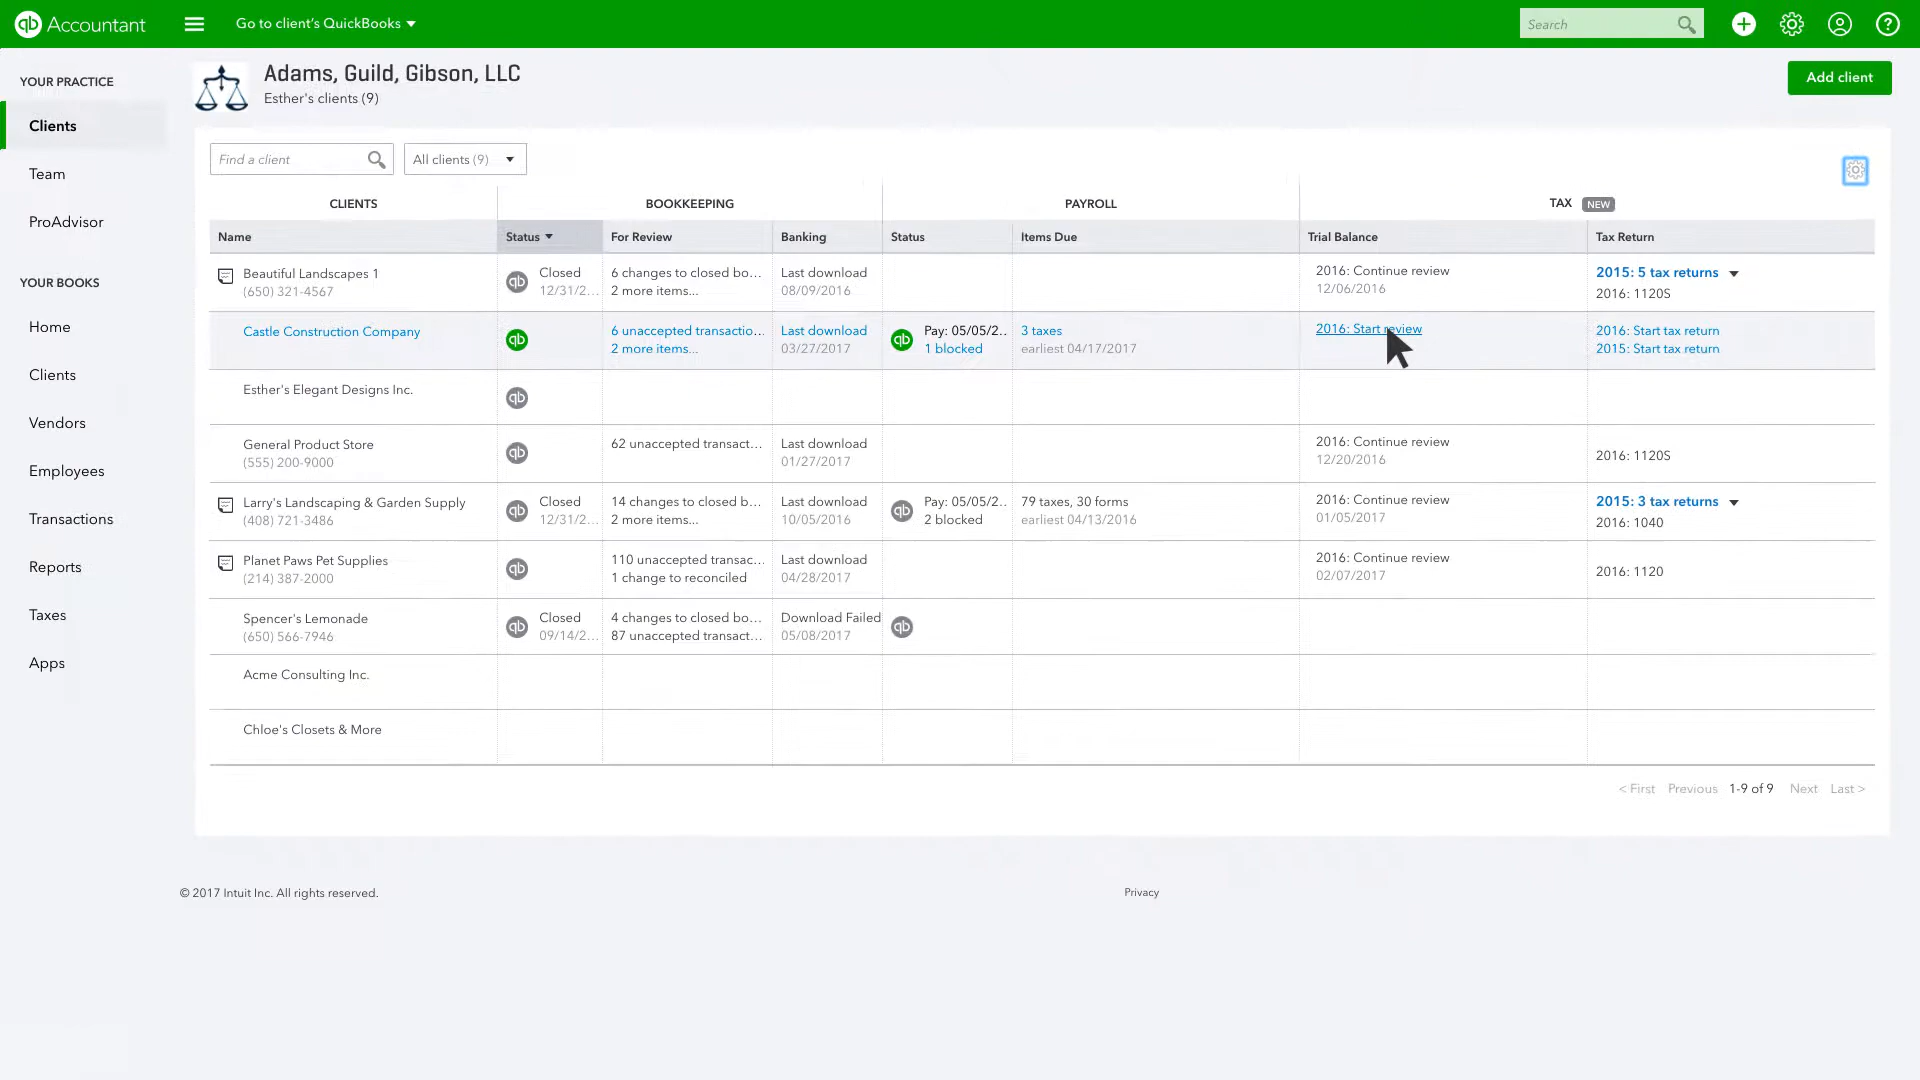 qb Accountant
Go to client's QuickBooks
Search
YOUR PRACTICE
Clients
Team
ProAdvisor
YOUR BOOKS
Home
Clients
Vendors
Employees
Transactions
Reports
Taxes
Apps
Adams, Guild, Gibson, LLC
Esther's clients (9)
Add client
Find a client
All clients (9)
CLIENTS BOOKKEEPING PAYROLL TAX NEW
Name Status For Review Banking Status Items Due Trial Balance Tax Return
Beautiful Landscapes 1 qb Closed 6 changes to closed bo... Last download 2016: Continue review 2015: 5 tax returns
(650) 321-4567 12/31/2... 2 more items... 08/09/2016 12/06/2016 2016: 1120S
Castle Construction Company qb 6 unaccepted transactio... Last download qb Pay: 05/05/2.. 3 taxes 2016: Start review 2016: Start tax return
2 more items... 03/27/2017 1 blocked earliest 04/17/2017 2015: Start tax return
Esther's Elegant Designs Inc. qb
General Product Store qb 62 unaccepted transact... Last download 2016: Continue review 2016: 1120S
(555) 200-9000 01/27/2017 12/20/2016
Larry's Landscaping & Garden Supply qb Closed 14 changes to closed b... Last download qb Pay: 05/05/2.. 79 taxes, 30 forms 2016: Continue review 2015: 3 tax returns
(408) 721-3486 12/31/2... 2 more items... 10/05/2016 2 blocked earliest 04/13/2016 01/05/2017 2016: 1040
Planet Paws Pet Supplies qb 110 unaccepted transac... Last download 2016: Continue review 2016: 1120
(214) 387-2000 1 change to reconciled 04/28/2017 02/07/2017
Spencer's Lemonade qb Closed 4 changes to closed bo... Download Failed qb
(650) 566-7946 09/14/2... 87 unaccepted transact... 05/08/2017
Acme Consulting Inc.
Chloe's Closets & More
< First Previous 1-9 of 9 Next Last >
© 2017 Intuit Inc. All rights reserved. Privacy